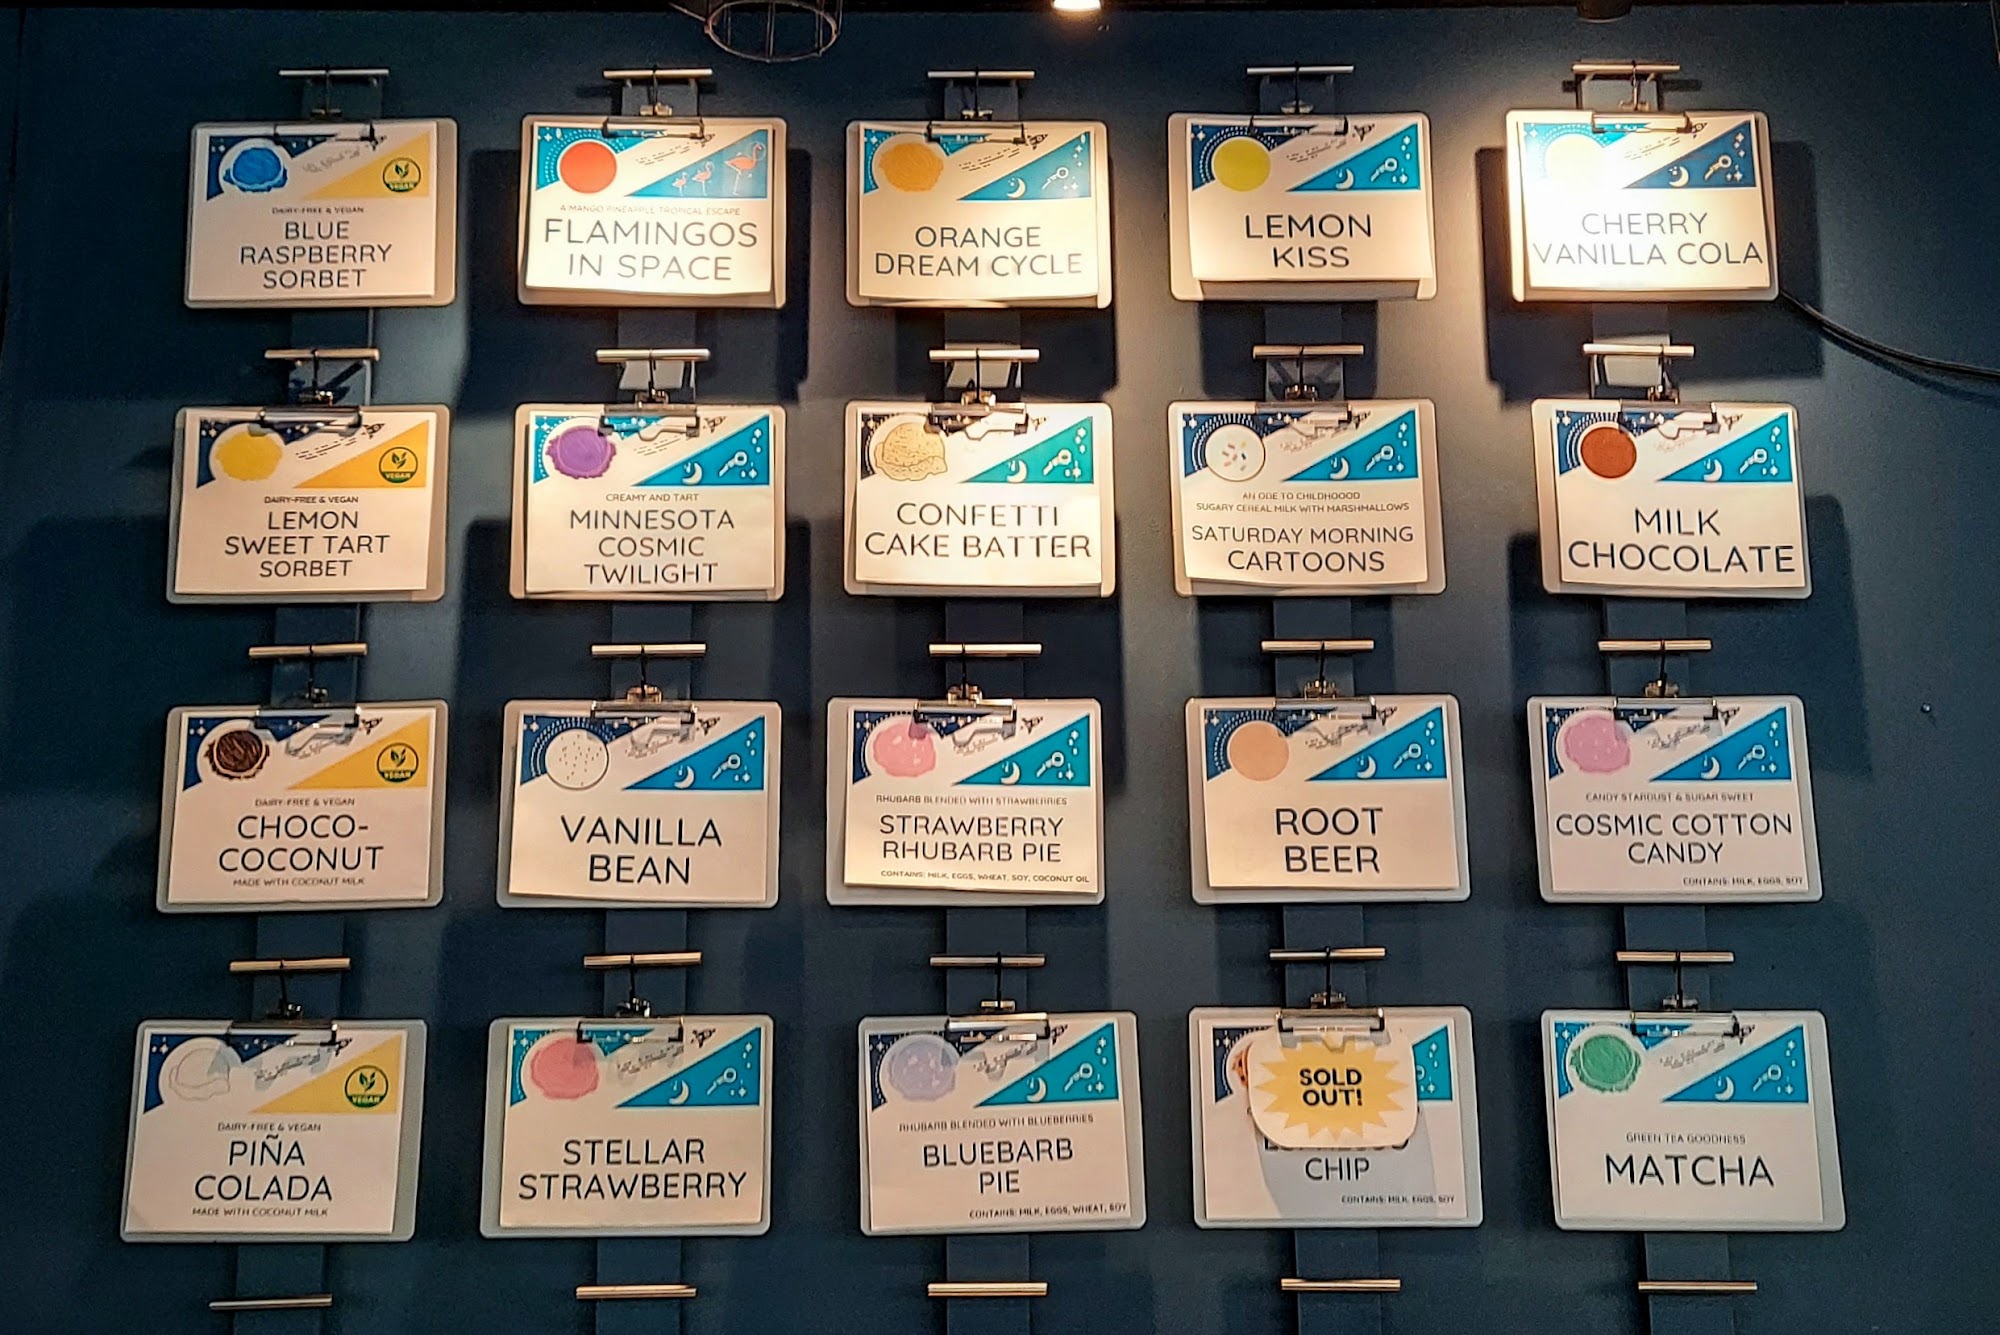 VEGAN
DAIRY-FREE & VEGAN
BLUE
RASPBERRY
SORBET
A MANGO PINEAPPLE TROPICAL ESCAPE
FLAMINGOS
IN SPACE
ORANGE
DREAM CYCLE
LEMON
KISS
CHERRY
VANILLA COLA
VEGAN
DAIRY-FREE & VEGAN
LEMON
SWEET TART
SORBET
CREAMY AND TART
MINNESOTA
COSMIC
TWILIGHT
CONFETTI
CAKE BATTER
AN ODE TO CHILDHOOOD
SUGARY CEREAL MILK WITH MARSHMALLOWS
SATURDAY MORNING
CARTOONS
MILK
CHOCOLATE
VEGAN
DAIRY-FREE & VEGAN
CHOCO-
COCONUT
MADE WITH COCONUT MILK
VANILLA
BEAN
RHUBARB BLENDED WITH STRAWBERRIES
STRAWBERRY
RHUBARB PIE
CONTAINS: MILK, EGGS, WHEAT, SOY, COCONUT OIL
ROOT
BEER
CANDY STARDUST & SUGAR SWEET
COSMIC COTTON
CANDY
CONTAINS: MILK, EGGS, SOY
VEGAN
DAIRY-FREE & VEGAN
PIÑA
COLADA
MADE WITH COCONUT MILK
STELLAR
STRAWBERRY
RHUBARB BLENDED WITH BLUEBERRIES
BLUEBARB
PIE
CONTAINS: MILK, EGGS, WHEAT, SOY
SOLD
OUT!
CHIP
CONTAINS: MILK, EGGS, SOY
GREEN TEA GOODNESS
MATCHA